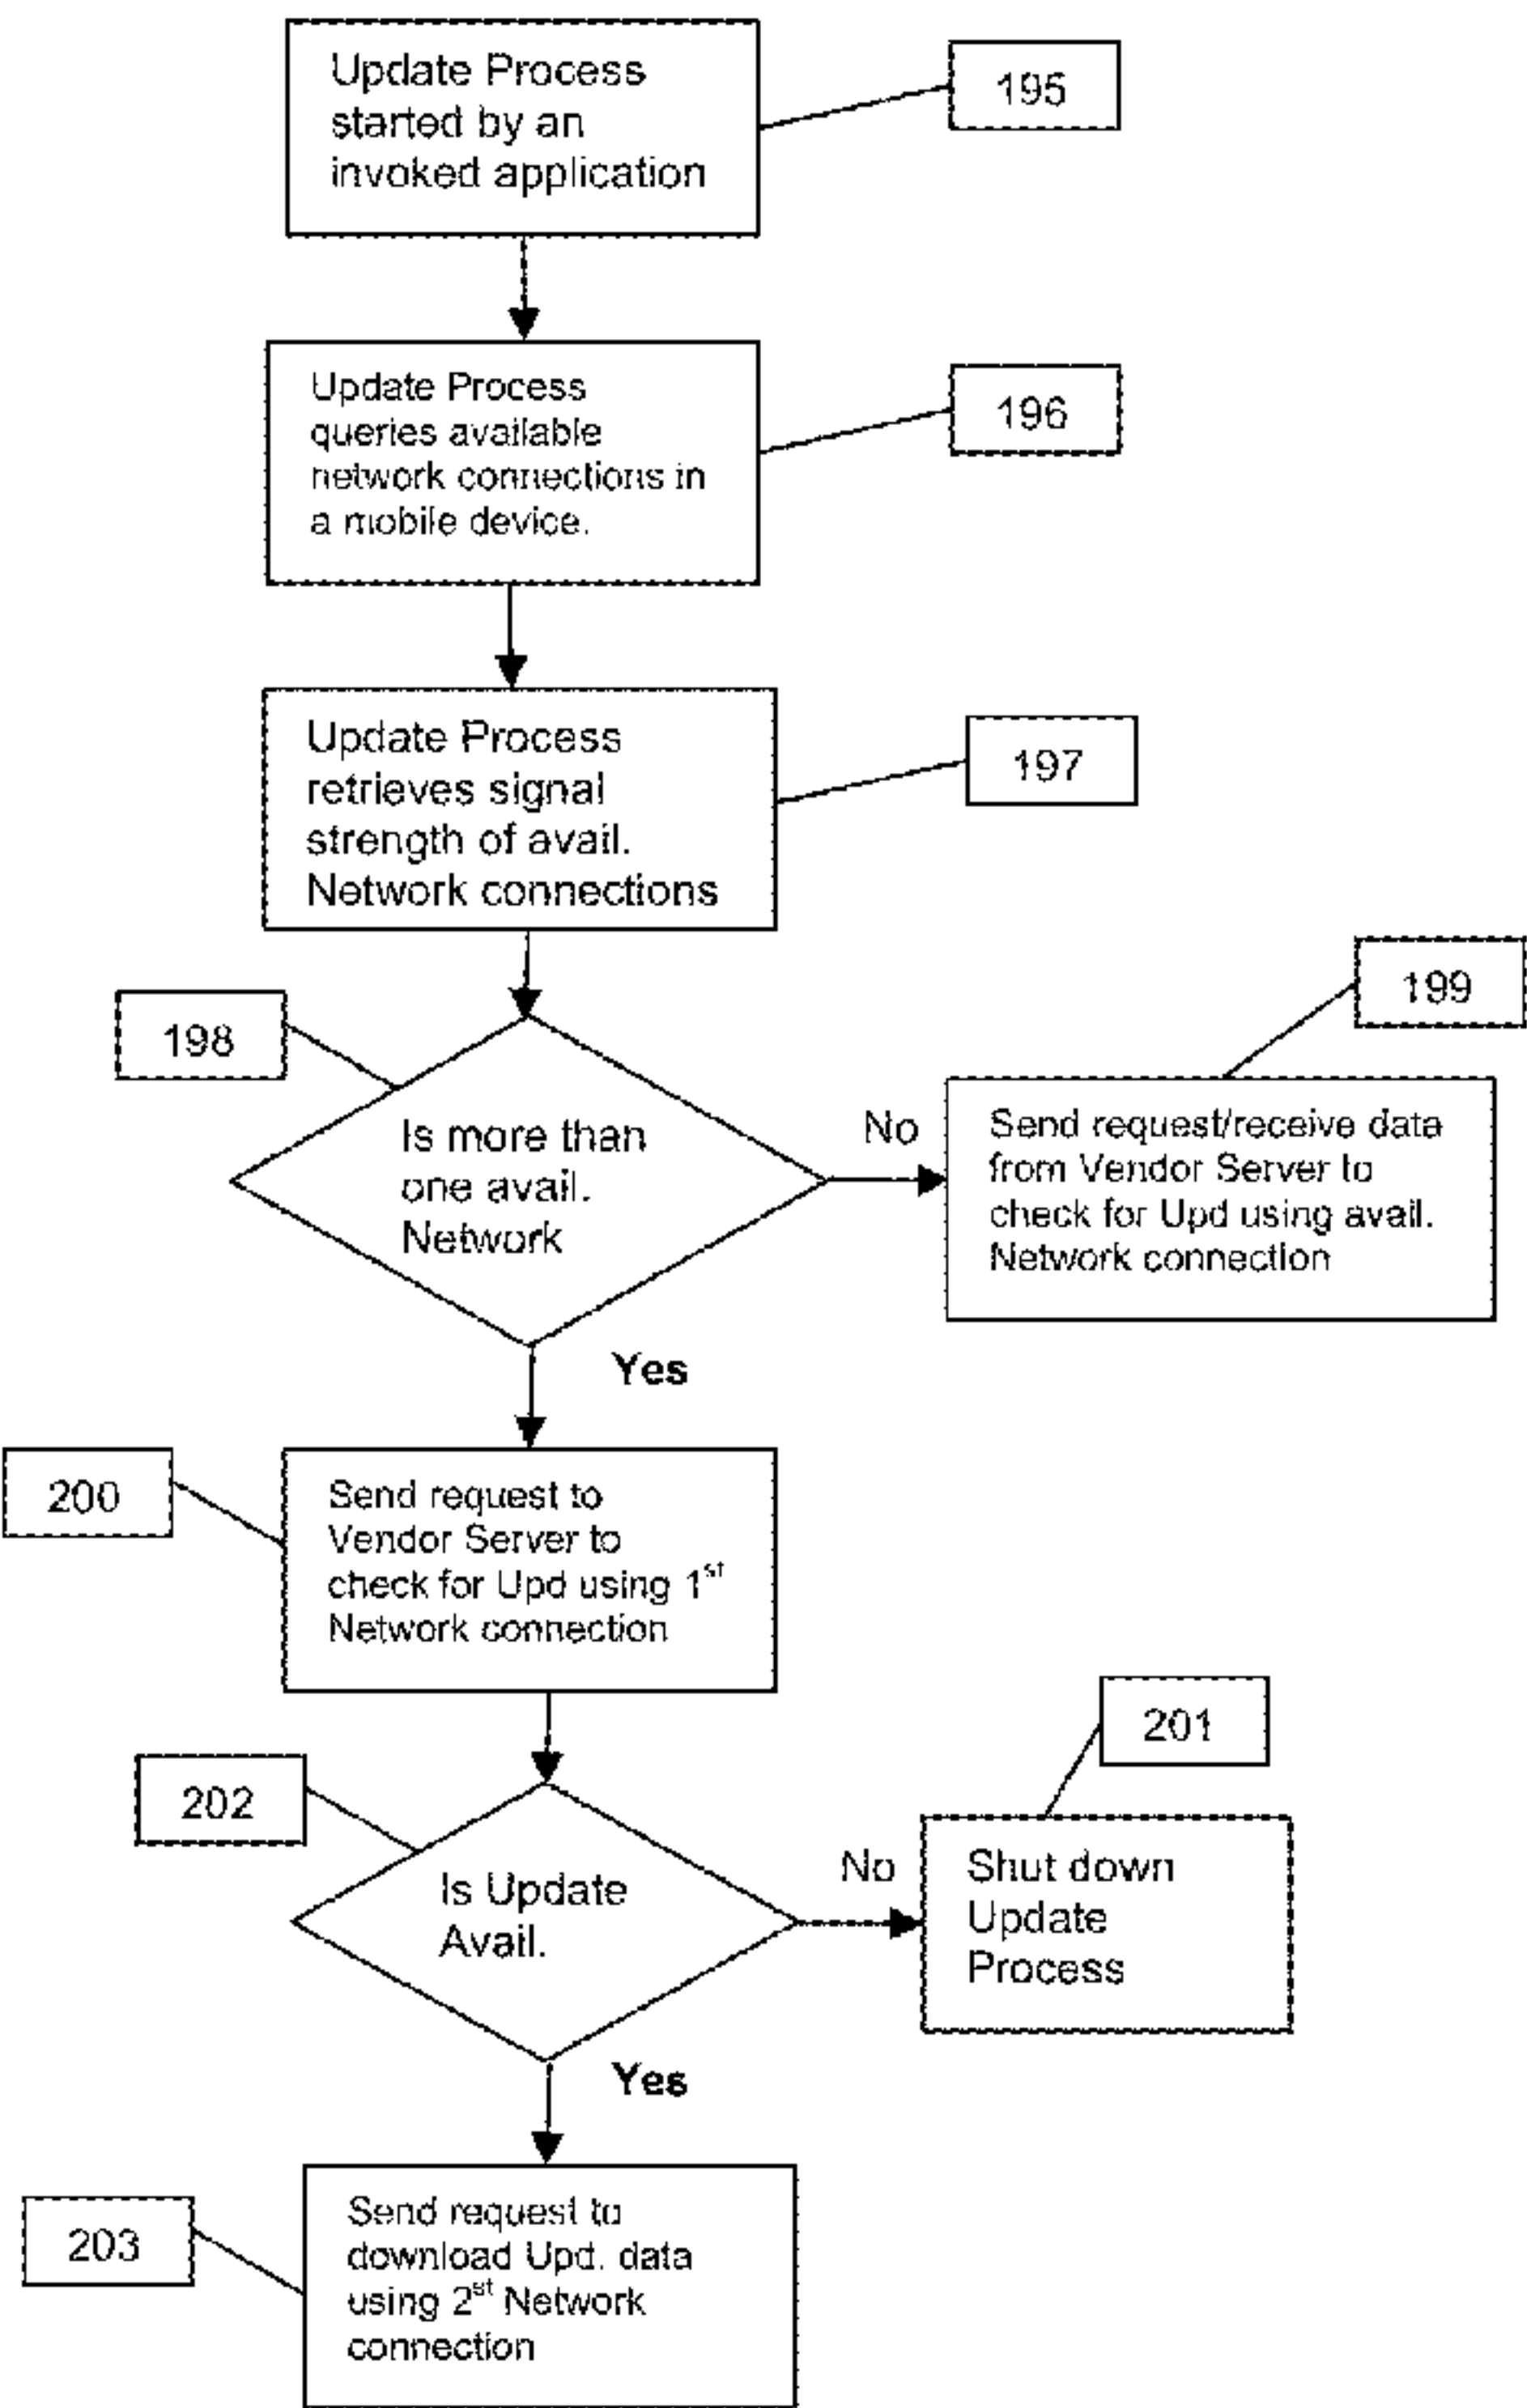 Update Process
started by an
invoked application
195
Update Process
queries available
network connections in
a mobile device.
196
Update Process
retrieves signal
strength of avail.
Network connections
197
198
Is more than
one avail.
Network
No
199
Send request/receive data
from Vendor Server to
check for Upd using avail.
Network connection
Yes
200
Send request to
Vendor Server to
check for Upd using 1st
Network connection
202
Is Update
Avail.
No
201
Shut down
Update
Process
Yes
203
Send request to
download Upd. data
using 2st Network
connection